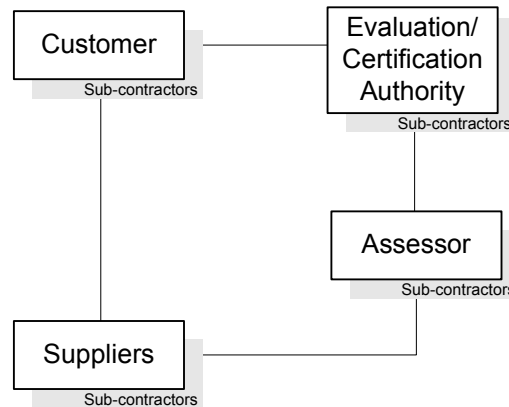 Customer
Sub-contractors
Evaluation/
Certification
Authority
Sub-contractors
Assessor
Sub-contractors
Suppliers
Sub-contractors